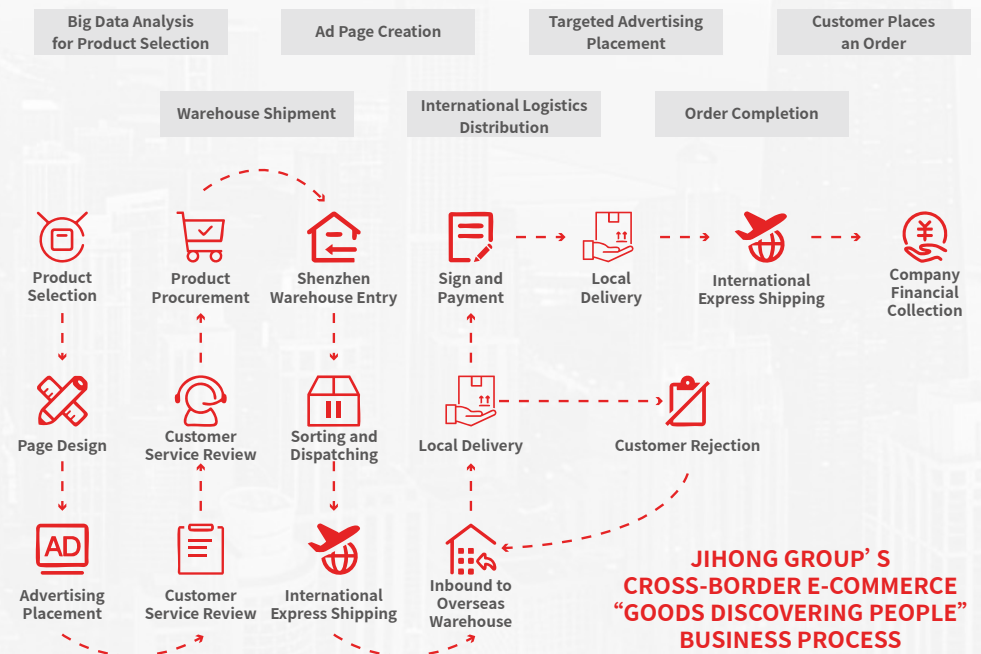 Big Data Analysis
for Product Selection
Ad Page Creation
Targeted Advertising
Placement
Customer Places
an Order
Warehouse Shipment
International Logistics
Distribution
Order Completion
Product
Selection
Product
Procurement
Shenzhen
Warehouse Entry
Sign and
Payment
Local
Delivery
International
Express Shipping
¥
Company
Financial
Collection
Page Design
Customer
Service Review
Sorting and
Dispatching
Local Delivery
Customer Rejection
AD
Advertising
Placement
Customer
Service Review
International
Express Shipping
Inbound to
Overseas
Warehouse
JIHONG GROUP’ S
CROSS-BORDER E-COMMERCE
“GOODS DISCOVERING PEOPLE”
BUSINESS PROCESS